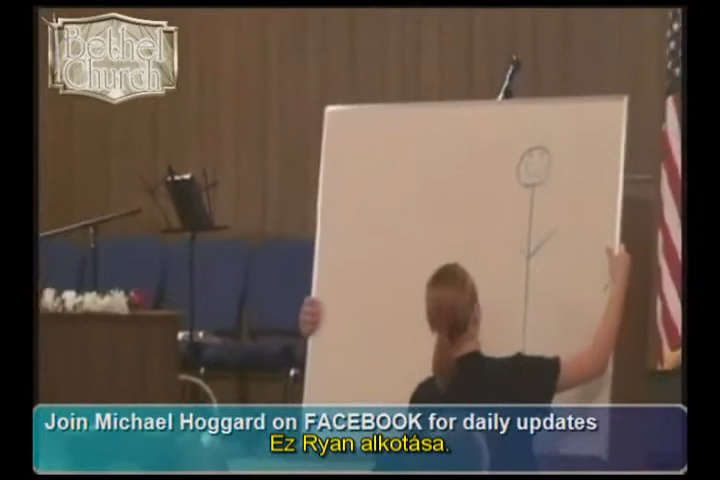 Bethel
Church
Join Michael Hoggard on FACEBOOK for daily updates
Ez Ryan alkotása.